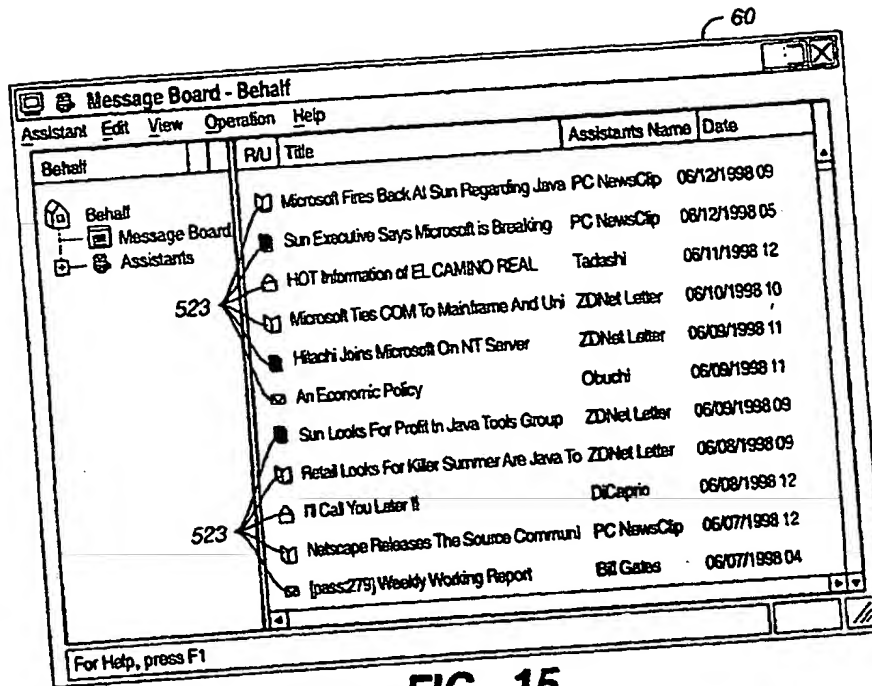 60
Message Board - Behalf
Assistant Edit View Operation Help
Behalf
R/U Title Assistants Name Date
Behalf
Message Board
Assistants
Microsoft Fires Back At Sun Regarding Java PC NewsClip 06/12/1998 09
Sun Executive Says Microsoft is Breaking PC NewsClip 06/12/1998 05
HOT Information of EL CAMINO REAL Tadashi 06/11/1998 12
523
Microsoft Ties COM To Mainframe And Uni ZDNet Letter 06/10/1998 10
Hitachi Joins Microsoft On NT Server ZDNet Letter 06/09/1998 11
An Economic Policy Obuchi 06/09/1998 11
Sun Looks For Profit In Java Tools Group ZDNet Letter 06/09/1998 09
Retail Looks For Killer Summer Are Java To ZDNet Letter 06/08/1998 09
I'll Call You Later !! DiCaprio 06/08/1998 12
523
Netscape Releases The Source Communi PC NewsClip 06/07/1998 12
[pass:279] Weekly Working Report Bill Gates 06/07/1998 04
For Help, press F1
FIG._15